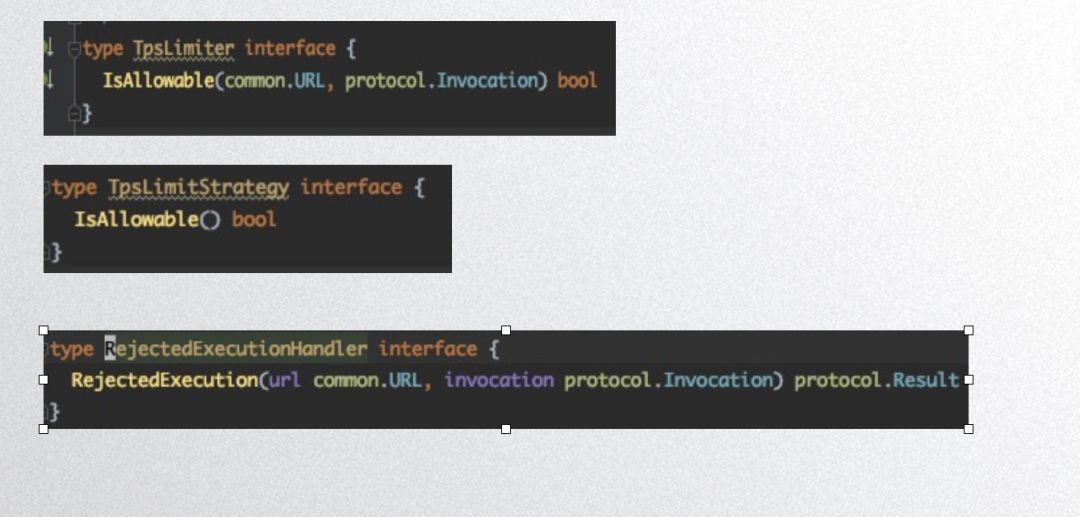 type TpsLimiter interface {
IsAllowable(common.URL, protocol.Invocation) bool
}
type TpsLimitStrategy interface {
IsAllowable() bool
}
type RejectedExecutionHandler interface {
RejectedExecution(url common.URL, invocation protocol.Invocation) protocol.Result
}